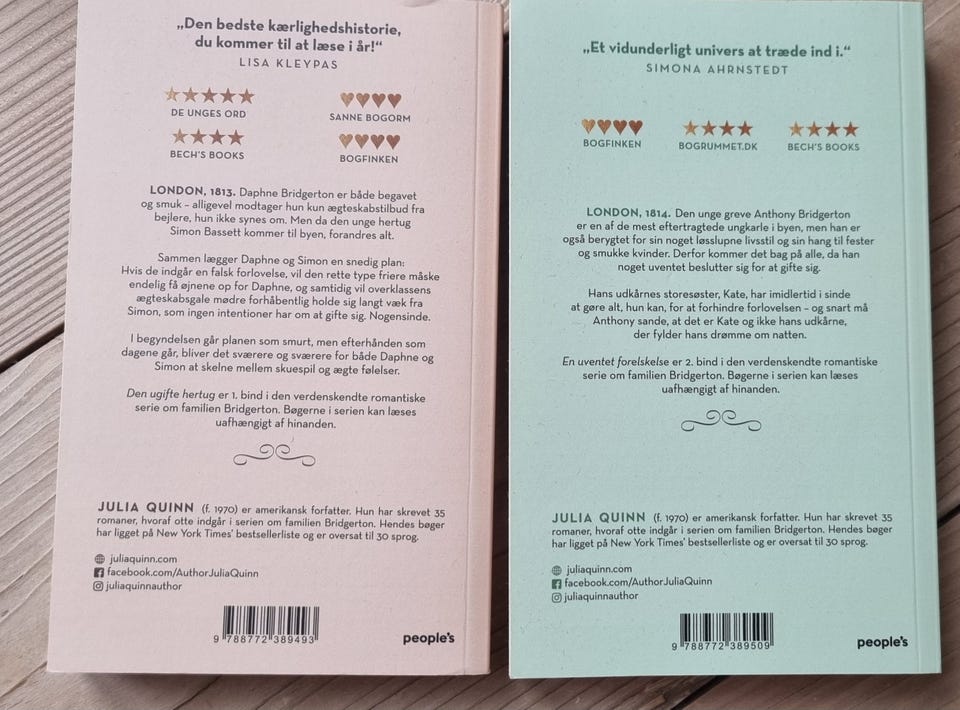 „Den bedste kærlighedshistorie,
du kommer til at læse i år!“
LISA KLEYPAS
DE UNGES ORD
SANNE BOGORM
BECH'S BOOKS
BOGFINKEN
LONDON, 1813. Daphne Bridgerton er både begavet
og smuk – alligevel modtager hun kun ægteskabstilbud fra
bejlere, hun ikke synes om. Men da den unge hertug
Simon Bassett kommer til byen, forandres alt.
Sammen lægger Daphne og Simon en snedig plan:
Hvis de indgår en falsk forlovelse, vil den rette type friere måske
endelig få øjnene op for Daphne, og samtidig vil overklassens
ægteskabsgale mødre forhåbentlig holde sig langt væk fra
Simon, som ingen intentioner har om at gifte sig. Nogensinde.
I begyndelsen går planen som smurt, men efterhånden som
dagene går, bliver det sværere og sværere for både Daphne og
Simon at skelne mellem skuespil og ægte følelser.
Den ugifte hertug er 1. bind i den verdenskendte romantiske
serie om familien Bridgerton. Bøgerne i serien kan læses
uafhængigt af hinanden.
JULIA QUINN (f. 1970) er amerikansk forfatter. Hun har skrevet 35
romaner, hvoraf otte indgår i serien om familien Bridgerton. Hendes bøger
har ligget på New York Times' bestsellerliste og er oversat til 30 sprog.
juliaquinn.com
facebook.com/AuthorJuliaQuinn
juliaquinnauthor
9 788772 389493
people's
„Et vidunderligt univers at træde ind i.“
SIMONA AHRNSTEDT
BOGFINKEN
BOGRUMMET.DK
BECH'S BOOKS
LONDON, 1814. Den unge greve Anthony Bridgerton
er en af de mest eftertragtede ungkarle i byen, men han er
også berygtet for sin noget løsslupne livsstil og sin hang til fester
og smukke kvinder. Derfor kommer det bag på alle, da han
noget uventet beslutter sig for at gifte sig.
Hans udkårnes storesøster, Kate, har imidlertid i sinde
at gøre alt, hun kan, for at forhindre forlovelsen – og snart må
Anthony sande, at det er Kate og ikke hans udkårne,
der fylder hans drømme om natten.
En uventet forelskelse er 2. bind i den verdenskendte romantiske
serie om familien Bridgerton. Bøgerne i serien kan læses
uafhængigt af hinanden.
JULIA QUINN (f. 1970) er amerikansk forfatter. Hun har skrevet 35
romaner, hvoraf otte indgår i serien om familien Bridgerton. Hendes bøger
har ligget på New York Times' bestsellerliste og er oversat til 30 sprog.
juliaquinn.com
facebook.com/AuthorJuliaQuinn
juliaquinnauthor
9 788772 389509
people's